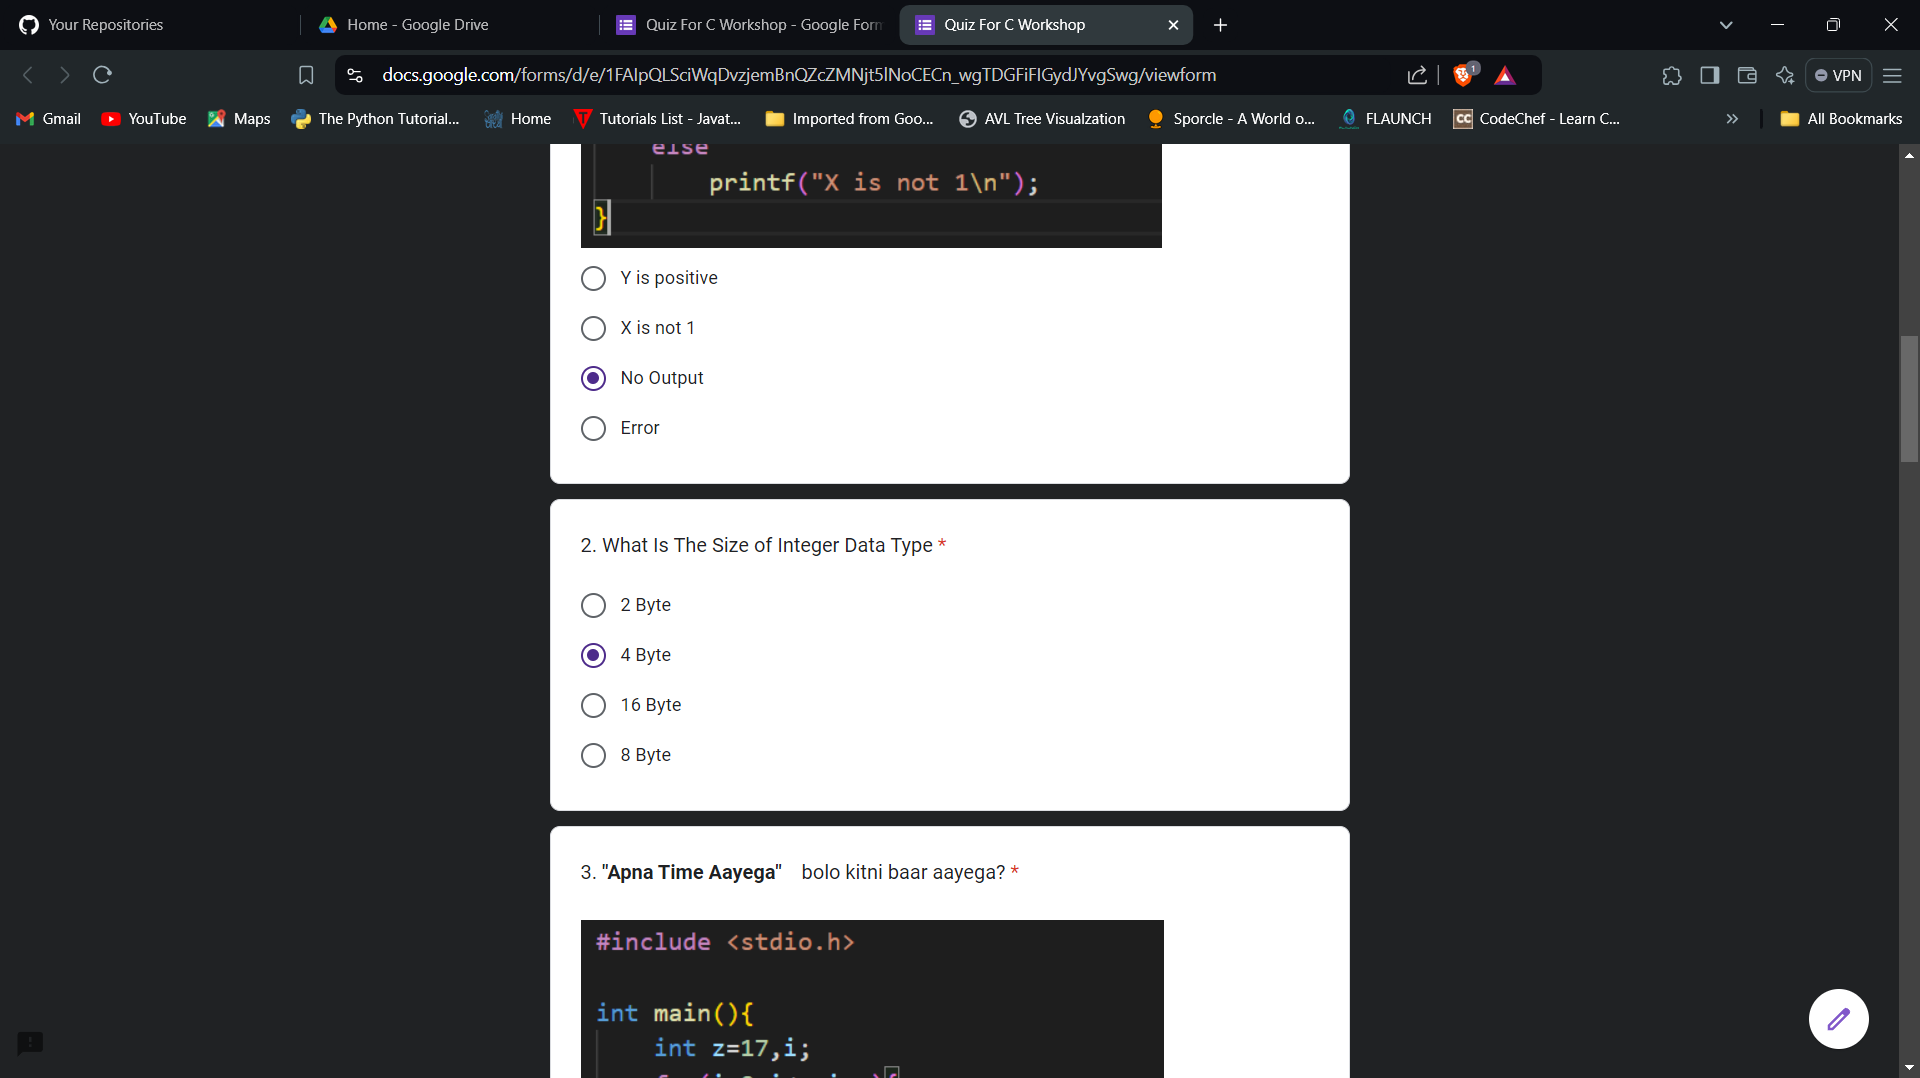 Your Repositories
Home - Google Drive
Quiz For C Workshop - Google Form
Quiz For C Workshop
docs.google.com/forms/d/e/1FAIpQLSciWqDvzjemBnQZcZMNjt5lNoCECn_wgTDGFiFIGydJYvgSwg/viewform
1
VPN
Gmail
YouTube
Maps
The Python Tutorial...
Home
Tutorials List - Javat...
Imported from Goo...
AVL Tree Visualzation
Sporcle - A World o...
FLAUNCH
CC
CodeChef - Learn C...
»
All Bookmarks
else
printf("X is not 1\n");
}
Y is positive
X is not 1
No Output
Error
2. What Is The Size of Integer Data Type *
2 Byte
4 Byte
16 Byte
8 Byte
3. "Apna Time Aayega" bolo kitni baar aayega? *
#include <stdio.h>
int main(){
int z=17,i;